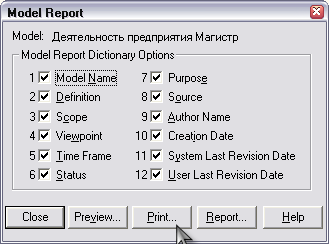 Model Report
Model: Деятельность предприятия Магистр
Model Report Dictionary Options
1 Model Name 7 Purpose
2 Definition 8 Source
3 Scope 9 Author Name
4 Viewpoint 10 Creation Date
5 Time Frame 11 System Last Revision Date
6 Status 12 User Last Revision Date
Close Preview... Print... Report... Help